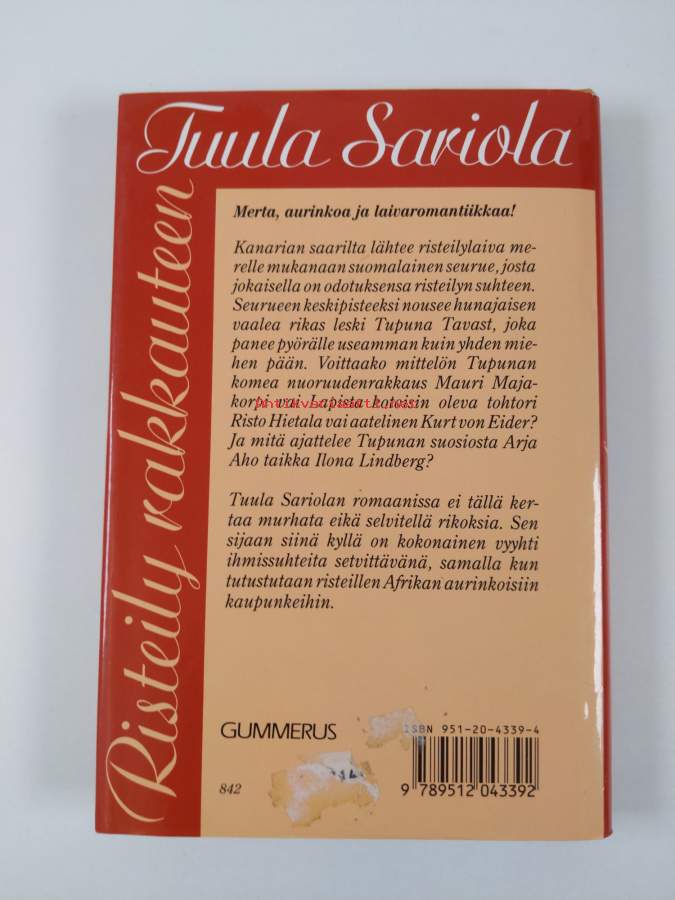 Tuula Sariola
Risteily rakkauteen
Merta, aurinkoa ja laivaromantiikkaa!
Kanarian saarilta lähtee risteilylaiva me-
relle mukanaan suomalainen seurue, josta
jokaisella on odotuksensa risteilyn suhteen.
Seurueen keskipisteeksi nousee hunajaisen
vaalea rikas leski Tupuna Tavast, joka
panee pyörälle useamman kuin yhden mie-
hen pään. Voittaako mittelön Tupunan
komea nuoruudenrakkaus Mauri Maja-
korpi vai Lapista kotoisin oleva tohtori
Risto Hietala vai aatelinen Kurt von Eider?
Ja mitä ajattelee Tupunan suosiosta Arja
Aho taikka Ilona Lindberg?
Tuula Sariolan romaanissa ei tällä ker-
taa murhata eikä selvitellä rikoksia. Sen
sijaan siinä kyllä on kokonainen vyyhti
ihmissuhteita setvittävänä, samalla kun
tutustutaan risteillen Afrikan aurinkoisiin
kaupunkeihin.
GUMMERUS
842
ISBN 951-20-4339-4
9 789512 043392